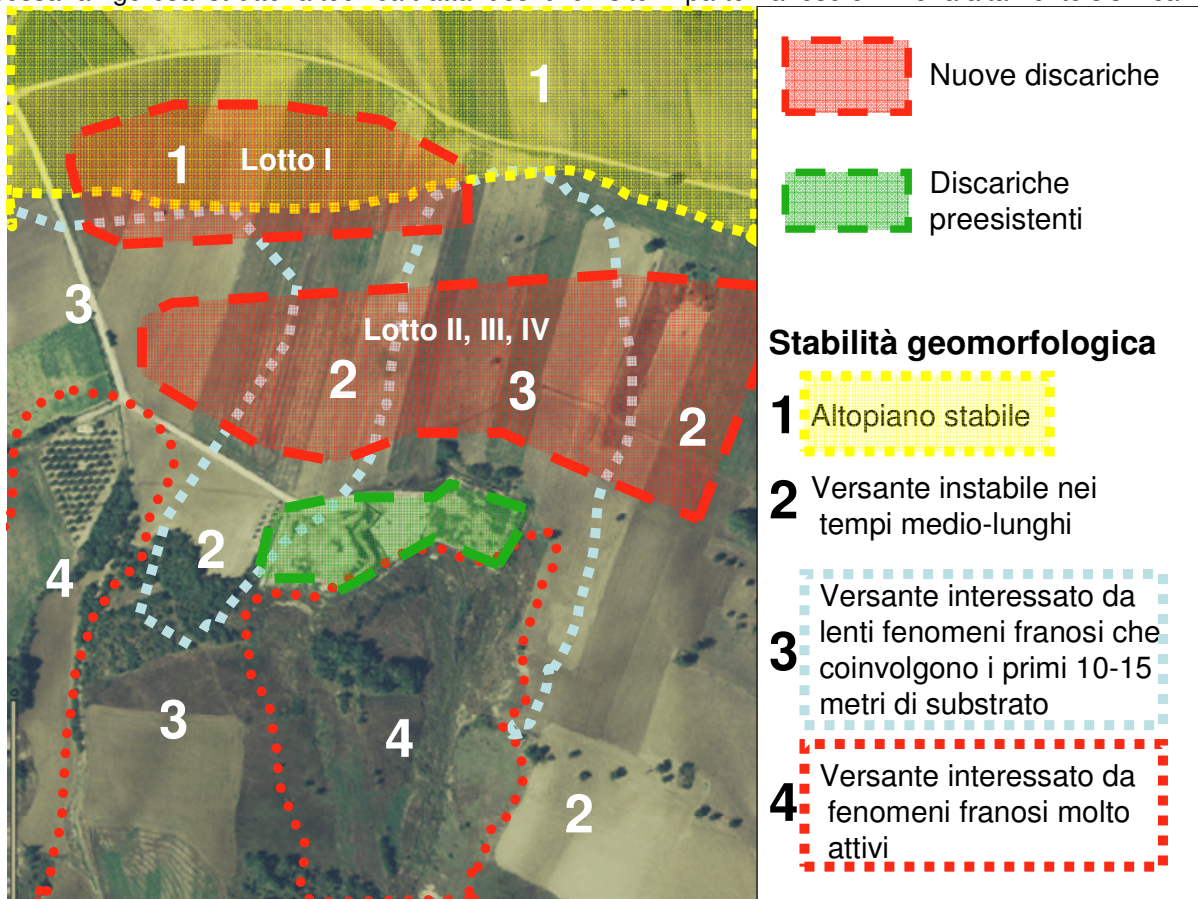 1
1
Lotto I
3
Lotto II, III, IV
2
3
2
2
4
3
4
2
Nuove discariche
Discariche
preesistenti
Stabilità geomorfologica
1 Altopiano stabile
2 Versante instabile nei
tempi medio-lunghi
3 Versante interessato da
lenti fenomeni franosi che
coinvolgono i primi 10-15
metri di substrato
4 Versante interessato da
fenomeni franosi molto
attivi